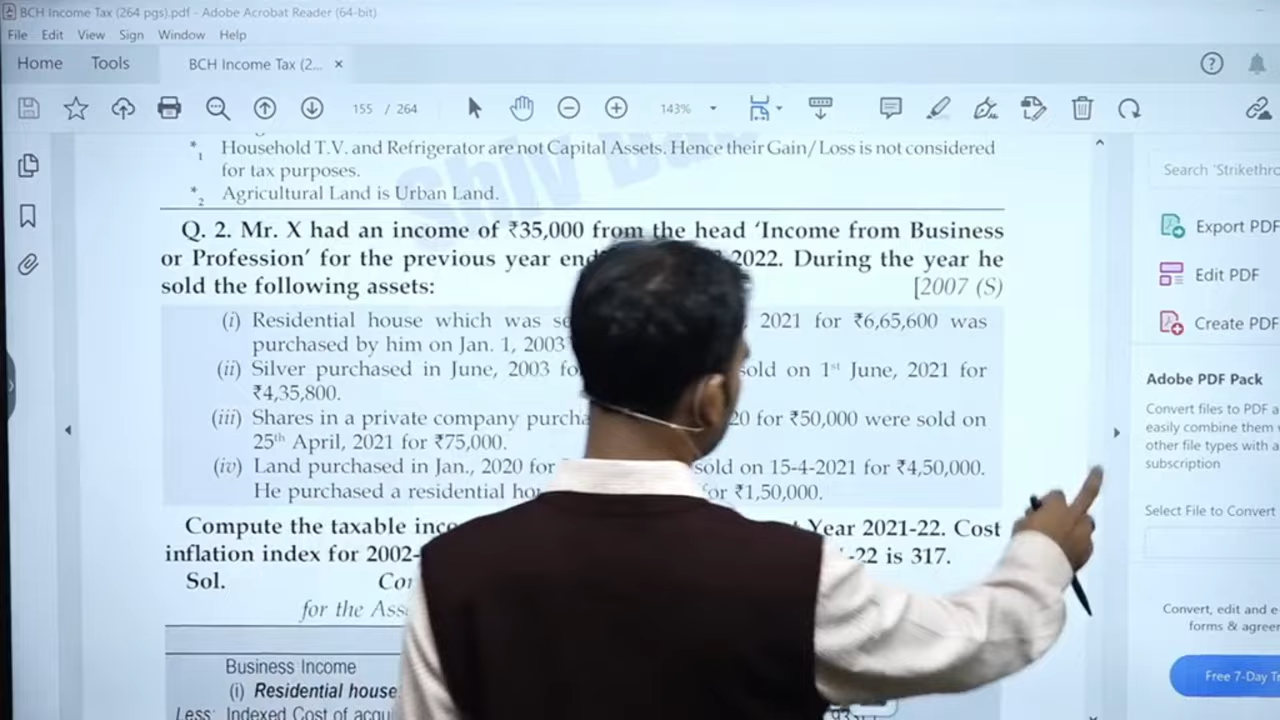 BCH Income Tax (264 pgs).pdf - Adobe Acrobat Reader (64-bit)
File Edit View Sign Window Help
Home Tools BCH Income Tax (2... ×
155 / 264 143%
*1 Household T.V. and Refrigerator are not Capital Assets. Hence their Gain/Loss is not considered
for tax purposes.
*2 Agricultural Land is Urban Land.
Q. 2. Mr. X had an income of ₹35,000 from the head ‘Income from Business
or Profession’ for the previous year 2022. During the year he
sold the following assets: [2007 (S)
(i) Residential house which was 2021 for ₹6,65,600 was
purchased by him on Jan. 1, 2003
(ii) Silver purchased in June, 2003 sold on 1st June, 2021 for
₹4,35,800.
(iii) Shares in a private company for ₹50,000 were sold on
25th April, 2021 for ₹75,000.
(iv) Land purchased in Jan., 2020 for sold on 15-4-2021 for ₹4,50,000.
He purchased a residential for ₹1,50,000.
Compute the taxable Year 2021-22. Cost
inflation index for 2002- -22 is 317.
Sol.
for the
Business Income
(i) Residential house
Less: Indexed Cost of
Search 'Strikethro
Export PDF
Edit PDF
Create PDF
Adobe PDF Pack
Convert files to PDF a
easily combine them
other file types with a
subscription
Select File to Convert
Convert, edit and e-
forms & agreem
Free 7-Day Tr